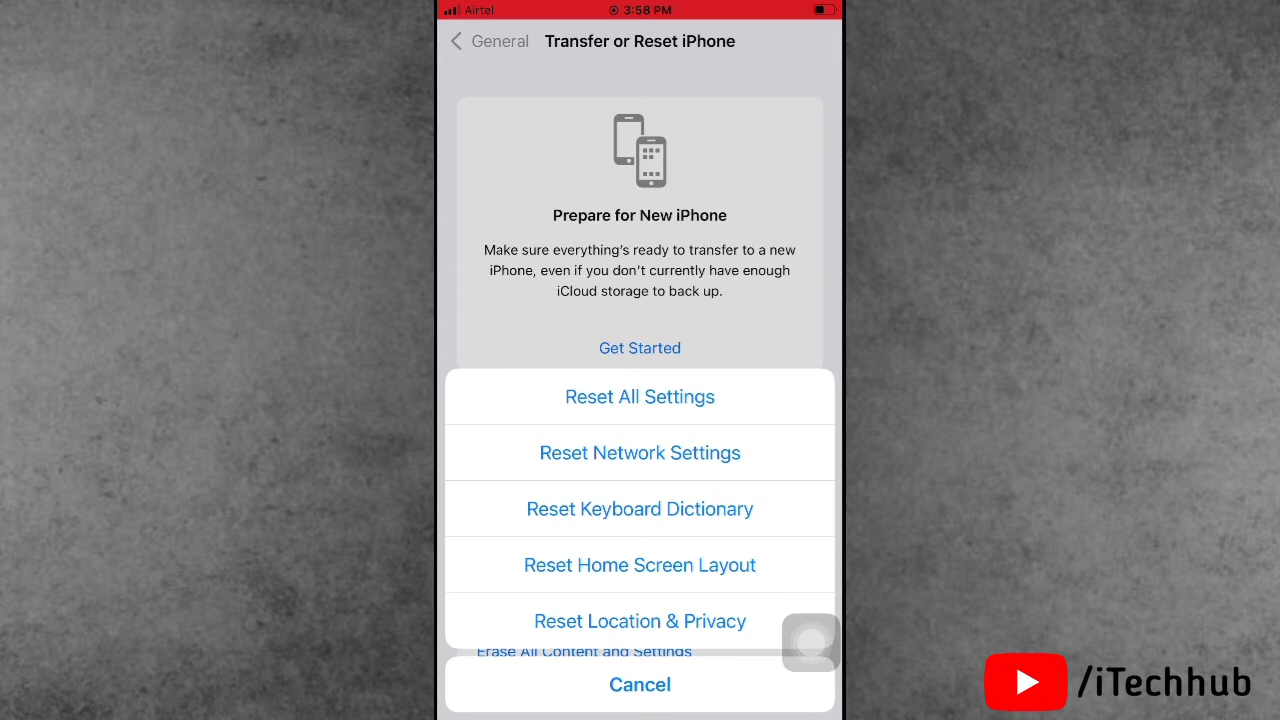 Airtel
3:58 PM
General
Transfer or Reset iPhone
Prepare for New iPhone
Make sure everything's ready to transfer to a new
iPhone, even if you don't currently have enough
iCloud storage to back up.
Get Started
Reset All Settings
Reset Network Settings
Reset Keyboard Dictionary
Reset Home Screen Layout
Reset Location & Privacy
Erase All Content and Settings
Cancel
/iTechhub